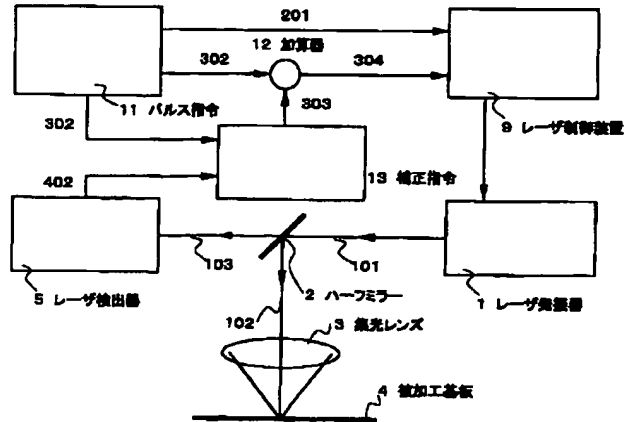 201
12 加算器
302
304
11 パルス指令
303
9 レーザ制御装置
302
402
13 補正指令
103
101
5 レーザ検出器
2 ハーフミラー
1 レーザ発振器
102
3 集光レンズ
4 被加工基板